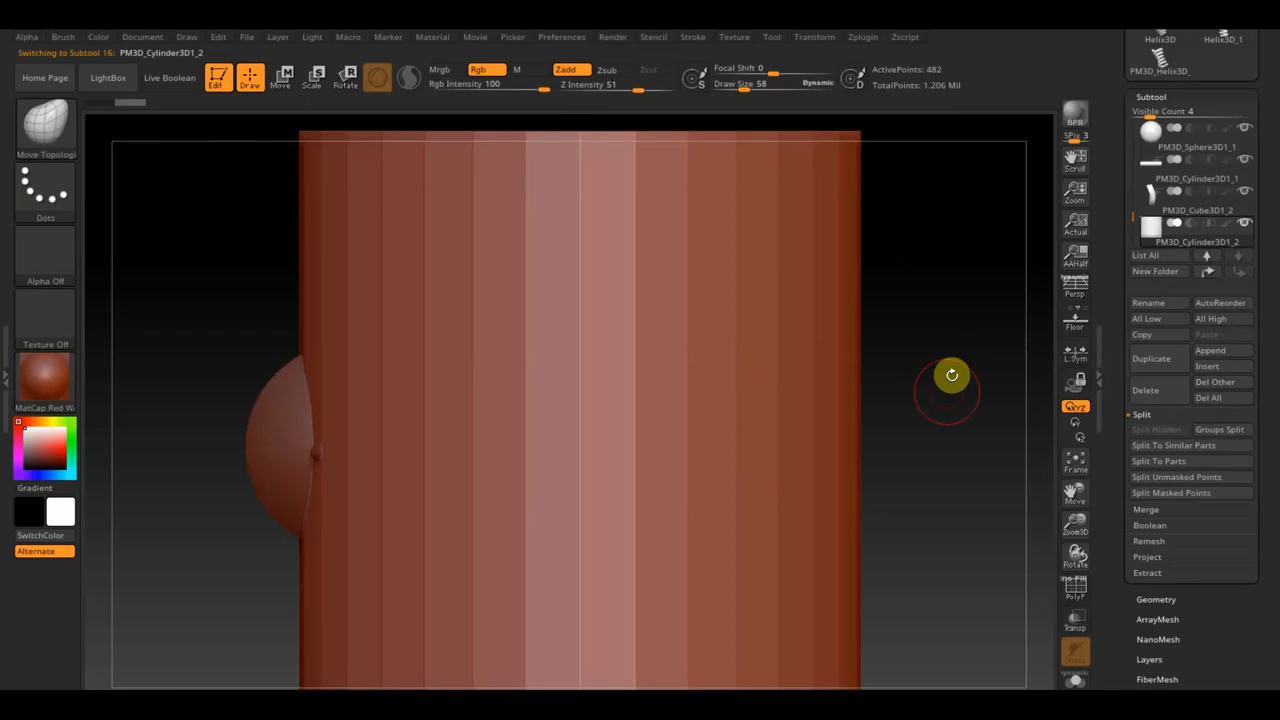 Helix3D_
Helix3D_1
Alpha Brush Color Document Draw Edit File Layer Light Macro Marker Material Movie Picker Preferences Render Stencil Stroke Texture Tool Transform Zplugin Zscript
Switching to Subtool 16: PM3D_Cylinder3D1_2
PM3D_Helix3D_
Home Page
LightBox
Live Boolean
Edit
Draw
Move
Scale
Rotate
Mrgb
Rgb
M
Rgb Intensity 100
Zadd
Zsub
Zcut
Z Intensity 51
S
Focal Shift 0
Draw Size 58
Dynamic
D
ActivePoints: 482
TotalPoints: 1.206 Mil
Move Topologi
Dots
Alpha Off
Texture Off
MatCap Red Wa
Gradient
SwitchColor
Alternate
BPR
SPix 3
Scroll
Zoom
Actual
AAHalf
Dynamic
Persp
Floor
L.Sym
XYZ
Y
Z
Frame
Move
Zoom3D
Rotate
PolyF
Transp
Subtool
Visible Count 4
PM3D_Sphere3D1_1
PM3D_Cylinder3D1_1
PM3D_Cube3D1_2
PM3D_Cylinder3D1_2
List All
New Folder
Rename
AutoReorder
All Low
All High
Copy
Paste
Duplicate
Append
Insert
Delete
Del Other
Del All
Split
Split Hidden
Groups Split
Split To Similar Parts
Split To Parts
Split Unmasked Points
Split Masked Points
Merge
Boolean
Remesh
Project
Extract
Geometry
ArrayMesh
NanoMesh
Layers
FiberMesh